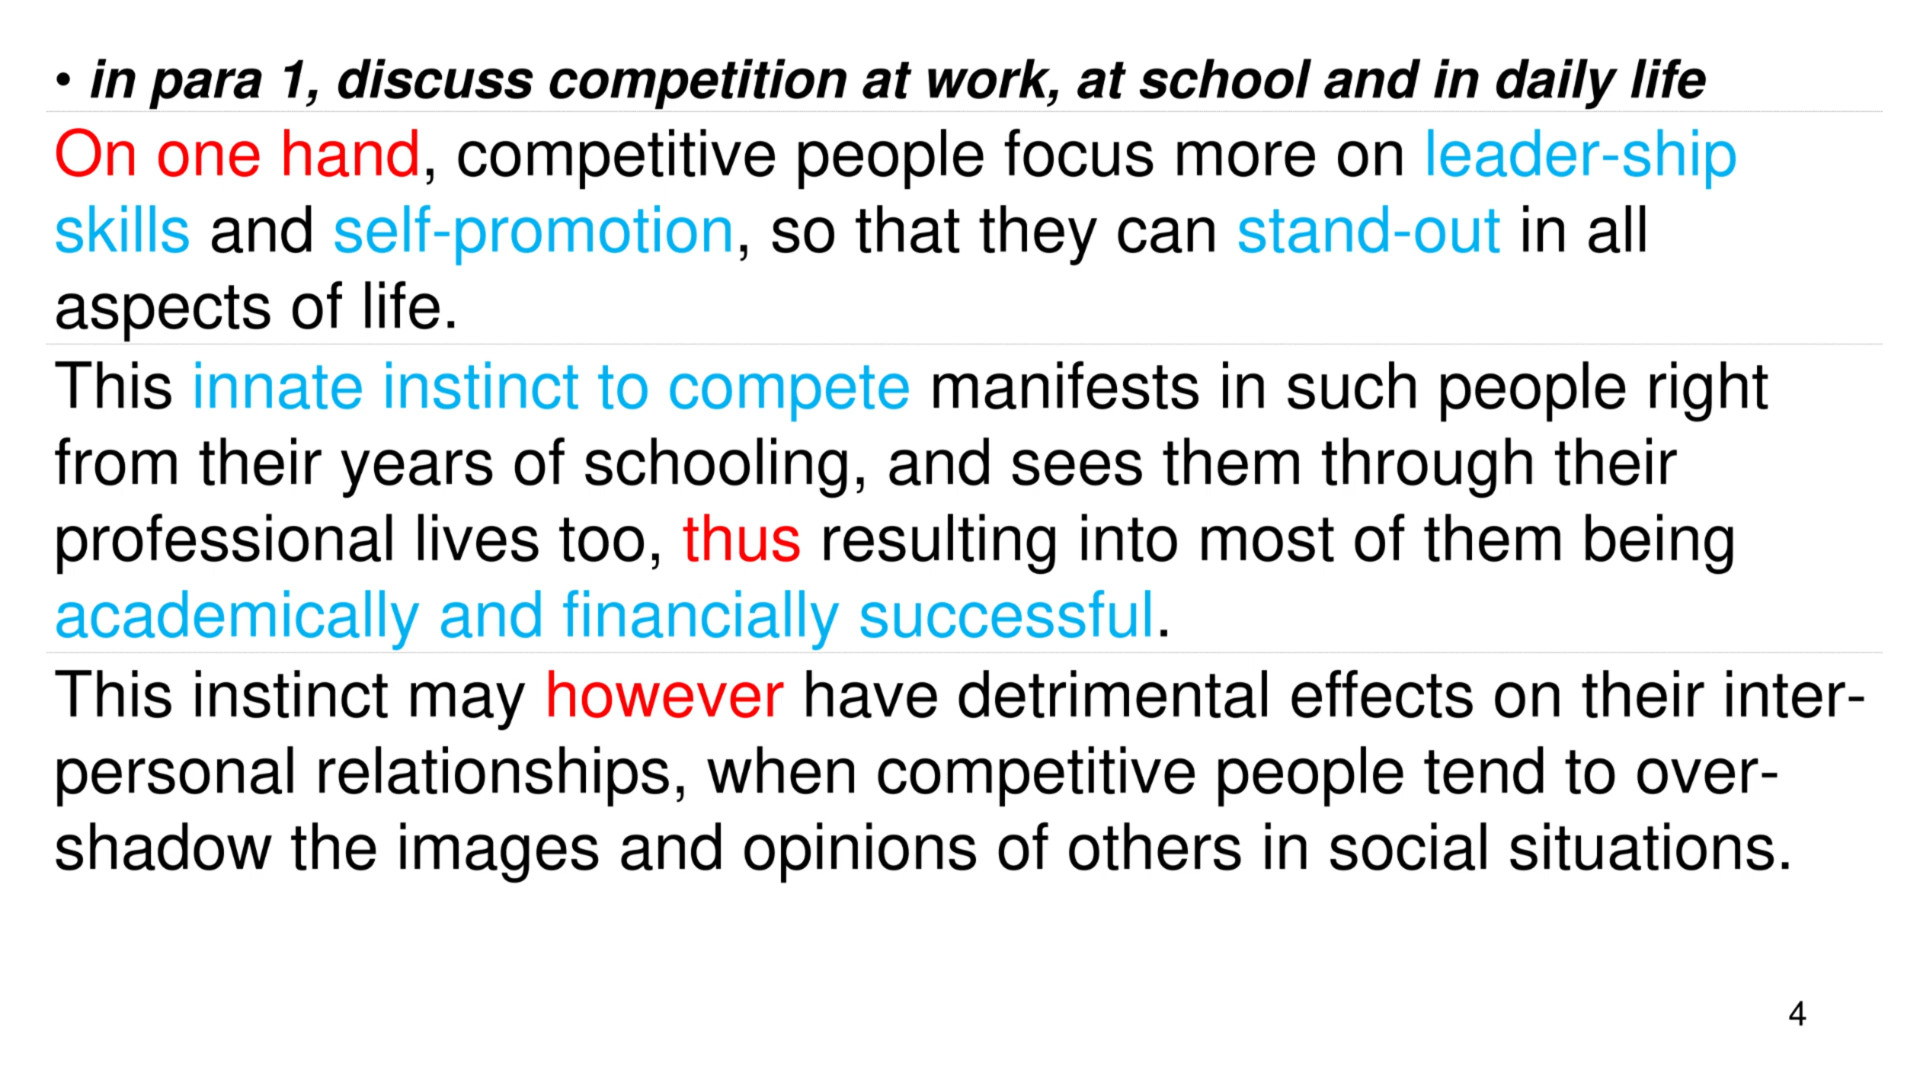 • in para 1, discuss competition at work, at school and in daily life
On one hand, competitive people focus more on leader-ship
skills and self-promotion, so that they can stand-out in all
aspects of life.
This innate instinct to compete manifests in such people right
from their years of schooling, and sees them through their
professional lives too, thus resulting into most of them being
academically and financially successful.
This instinct may however have detrimental effects on their inter-
personal relationships, when competitive people tend to over-
shadow the images and opinions of others in social situations.
4